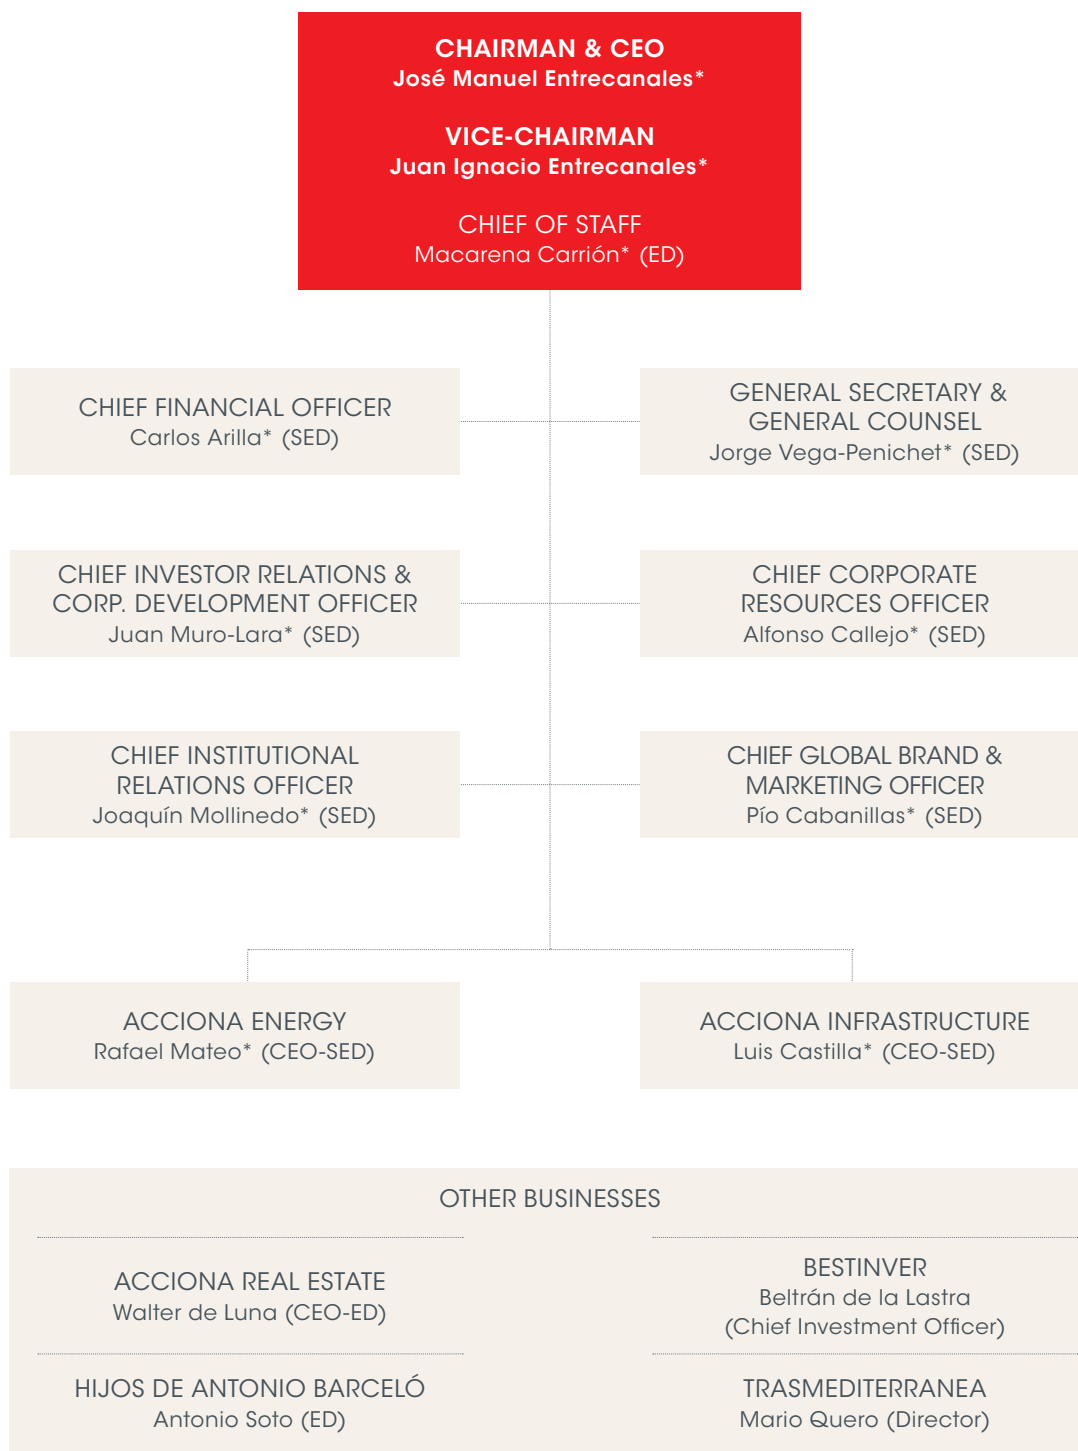 CHAIRMAN & CEO
José Manuel Entrecanales*
VICE-CHAIRMAN
Juan Ignacio Entrecanales*
CHIEF OF STAFF
Macarena Carrión* (ED)
CHIEF FINANCIAL OFFICER
Carlos Arilla* (SED)
GENERAL SECRETARY &
GENERAL COUNSEL
Jorge Vega-Penichet* (SED)
CHIEF INVESTOR RELATIONS &
CORP. DEVELOPMENT OFFICER
Juan Muro-Lara* (SED)
CHIEF CORPORATE
RESOURCES OFFICER
Alfonso Callejo* (SED)
CHIEF INSTITUTIONAL
RELATIONS OFFICER
Joaquín Mollinedo* (SED)
CHIEF GLOBAL BRAND &
MARKETING OFFICER
Pío Cabanillas* (SED)
ACCIONA ENERGY
Rafael Mateo* (CEO-SED)
ACCIONA INFRASTRUCTURE
Luis Castilla* (CEO-SED)
OTHER BUSINESSES
ACCIONA REAL ESTATE
Walter de Luna (CEO-ED)
BESTINVER
Beltrán de la Lastra
(Chief Investment Officer)
HIJOS DE ANTONIO BARCELÓ
Antonio Soto (ED)
TRASMEDITERRANEA
Mario Quero (Director)